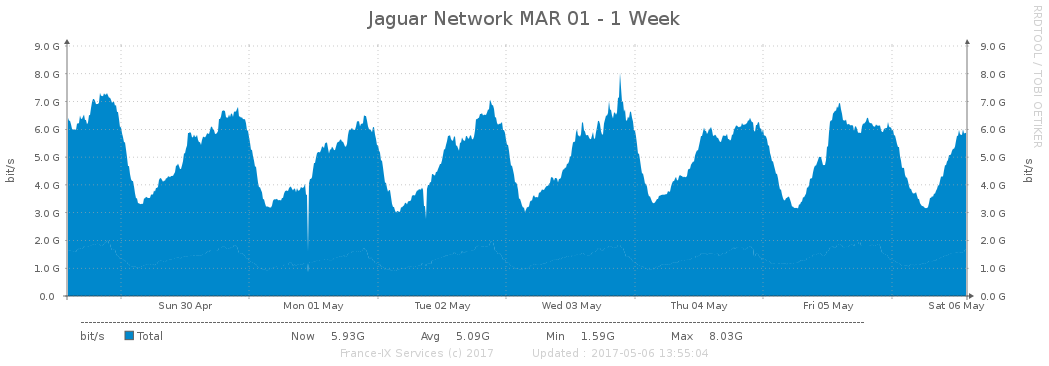 Jaguar Network MAR 01 - 1 Week
RRDTOOL / TOBI OETIKER
bit/s
9.0 G 9.0 G
8.0 G 8.0 G
7.0 G 7.0 G
6.0 G 6.0 G
5.0 G 5.0 G
4.0 G 4.0 G
3.0 G 3.0 G
2.0 G 2.0 G
1.0 G 1.0 G
0.0 0.0 G
bit/s
Sun 30 Apr Mon 01 May Tue 02 May Wed 03 May Thu 04 May Fri 05 May Sat 06 May
bit/s Total Now 5.93G Avg 5.09G Min 1.59G Max 8.03G
France-IX Services (c) 2017 Updated : 2017-05-06 13:55:04